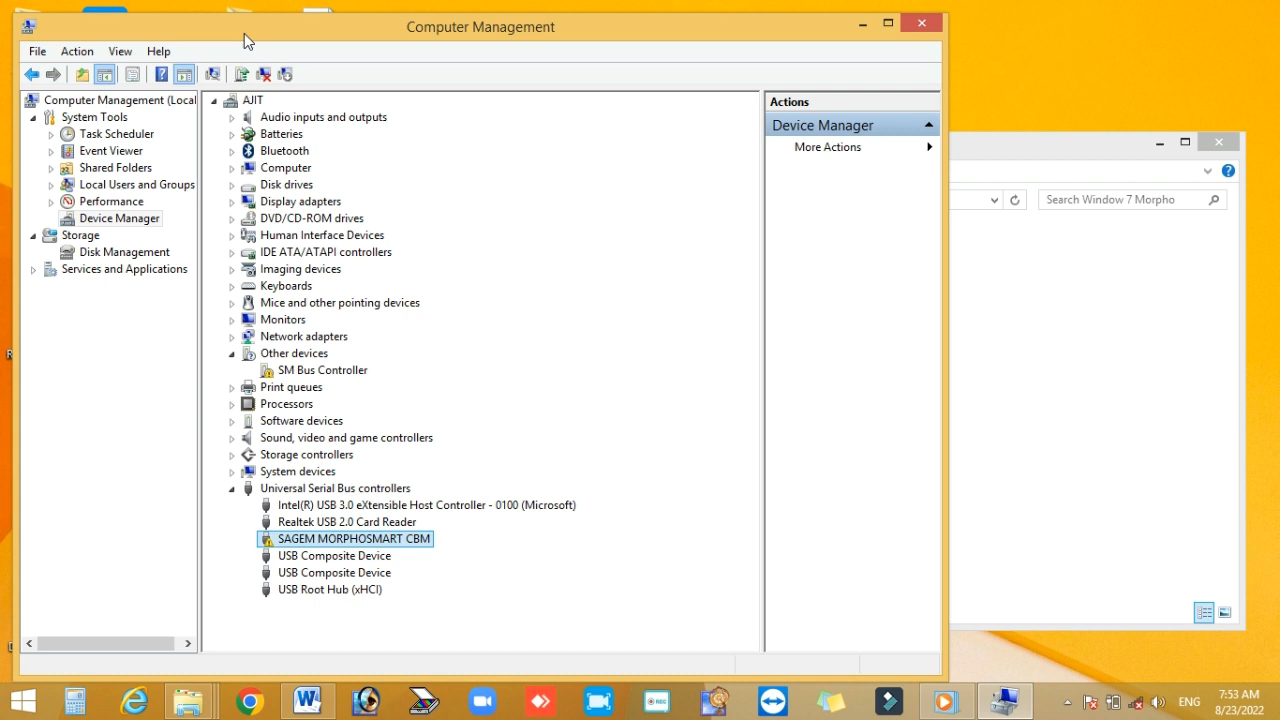 Computer Management
File Action View Help
Computer Management (Local
System Tools
Task Scheduler
Event Viewer
Shared Folders
Local Users and Groups
Performance
Device Manager
Storage
Disk Management
Services and Applications
AJIT
Audio inputs and outputs
Batteries
Bluetooth
Computer
Disk drives
Display adapters
DVD/CD-ROM drives
Human Interface Devices
IDE ATA/ATAPI controllers
Imaging devices
Keyboards
Mice and other pointing devices
Monitors
Network adapters
Other devices
SM Bus Controller
Print queues
Processors
Software devices
Sound, video and game controllers
Storage controllers
System devices
Universal Serial Bus controllers
Intel(R) USB 3.0 eXtensible Host Controller - 0100 (Microsoft)
Realtek USB 2.0 Card Reader
SAGEM MORPHOSMART CBM
USB Composite Device
USB Composite Device
USB Root Hub (xHCI)
Actions
Device Manager
More Actions
Search Window 7 Morpho
REC
ENG
7:53 AM
8/23/2022